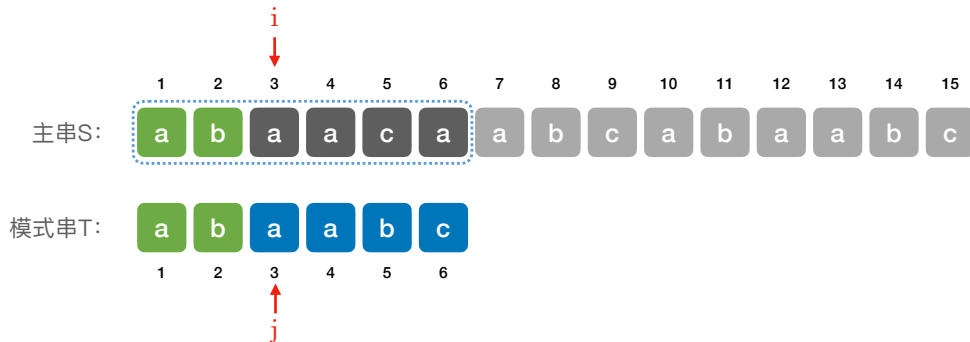 i
1 2 3 4 5 6 7 8 9 10 11 12 13 14 15
主串S: a b a a c a a b c a b a a b c
模式串T: a b a a b c
1 2 3 4 5 6
j